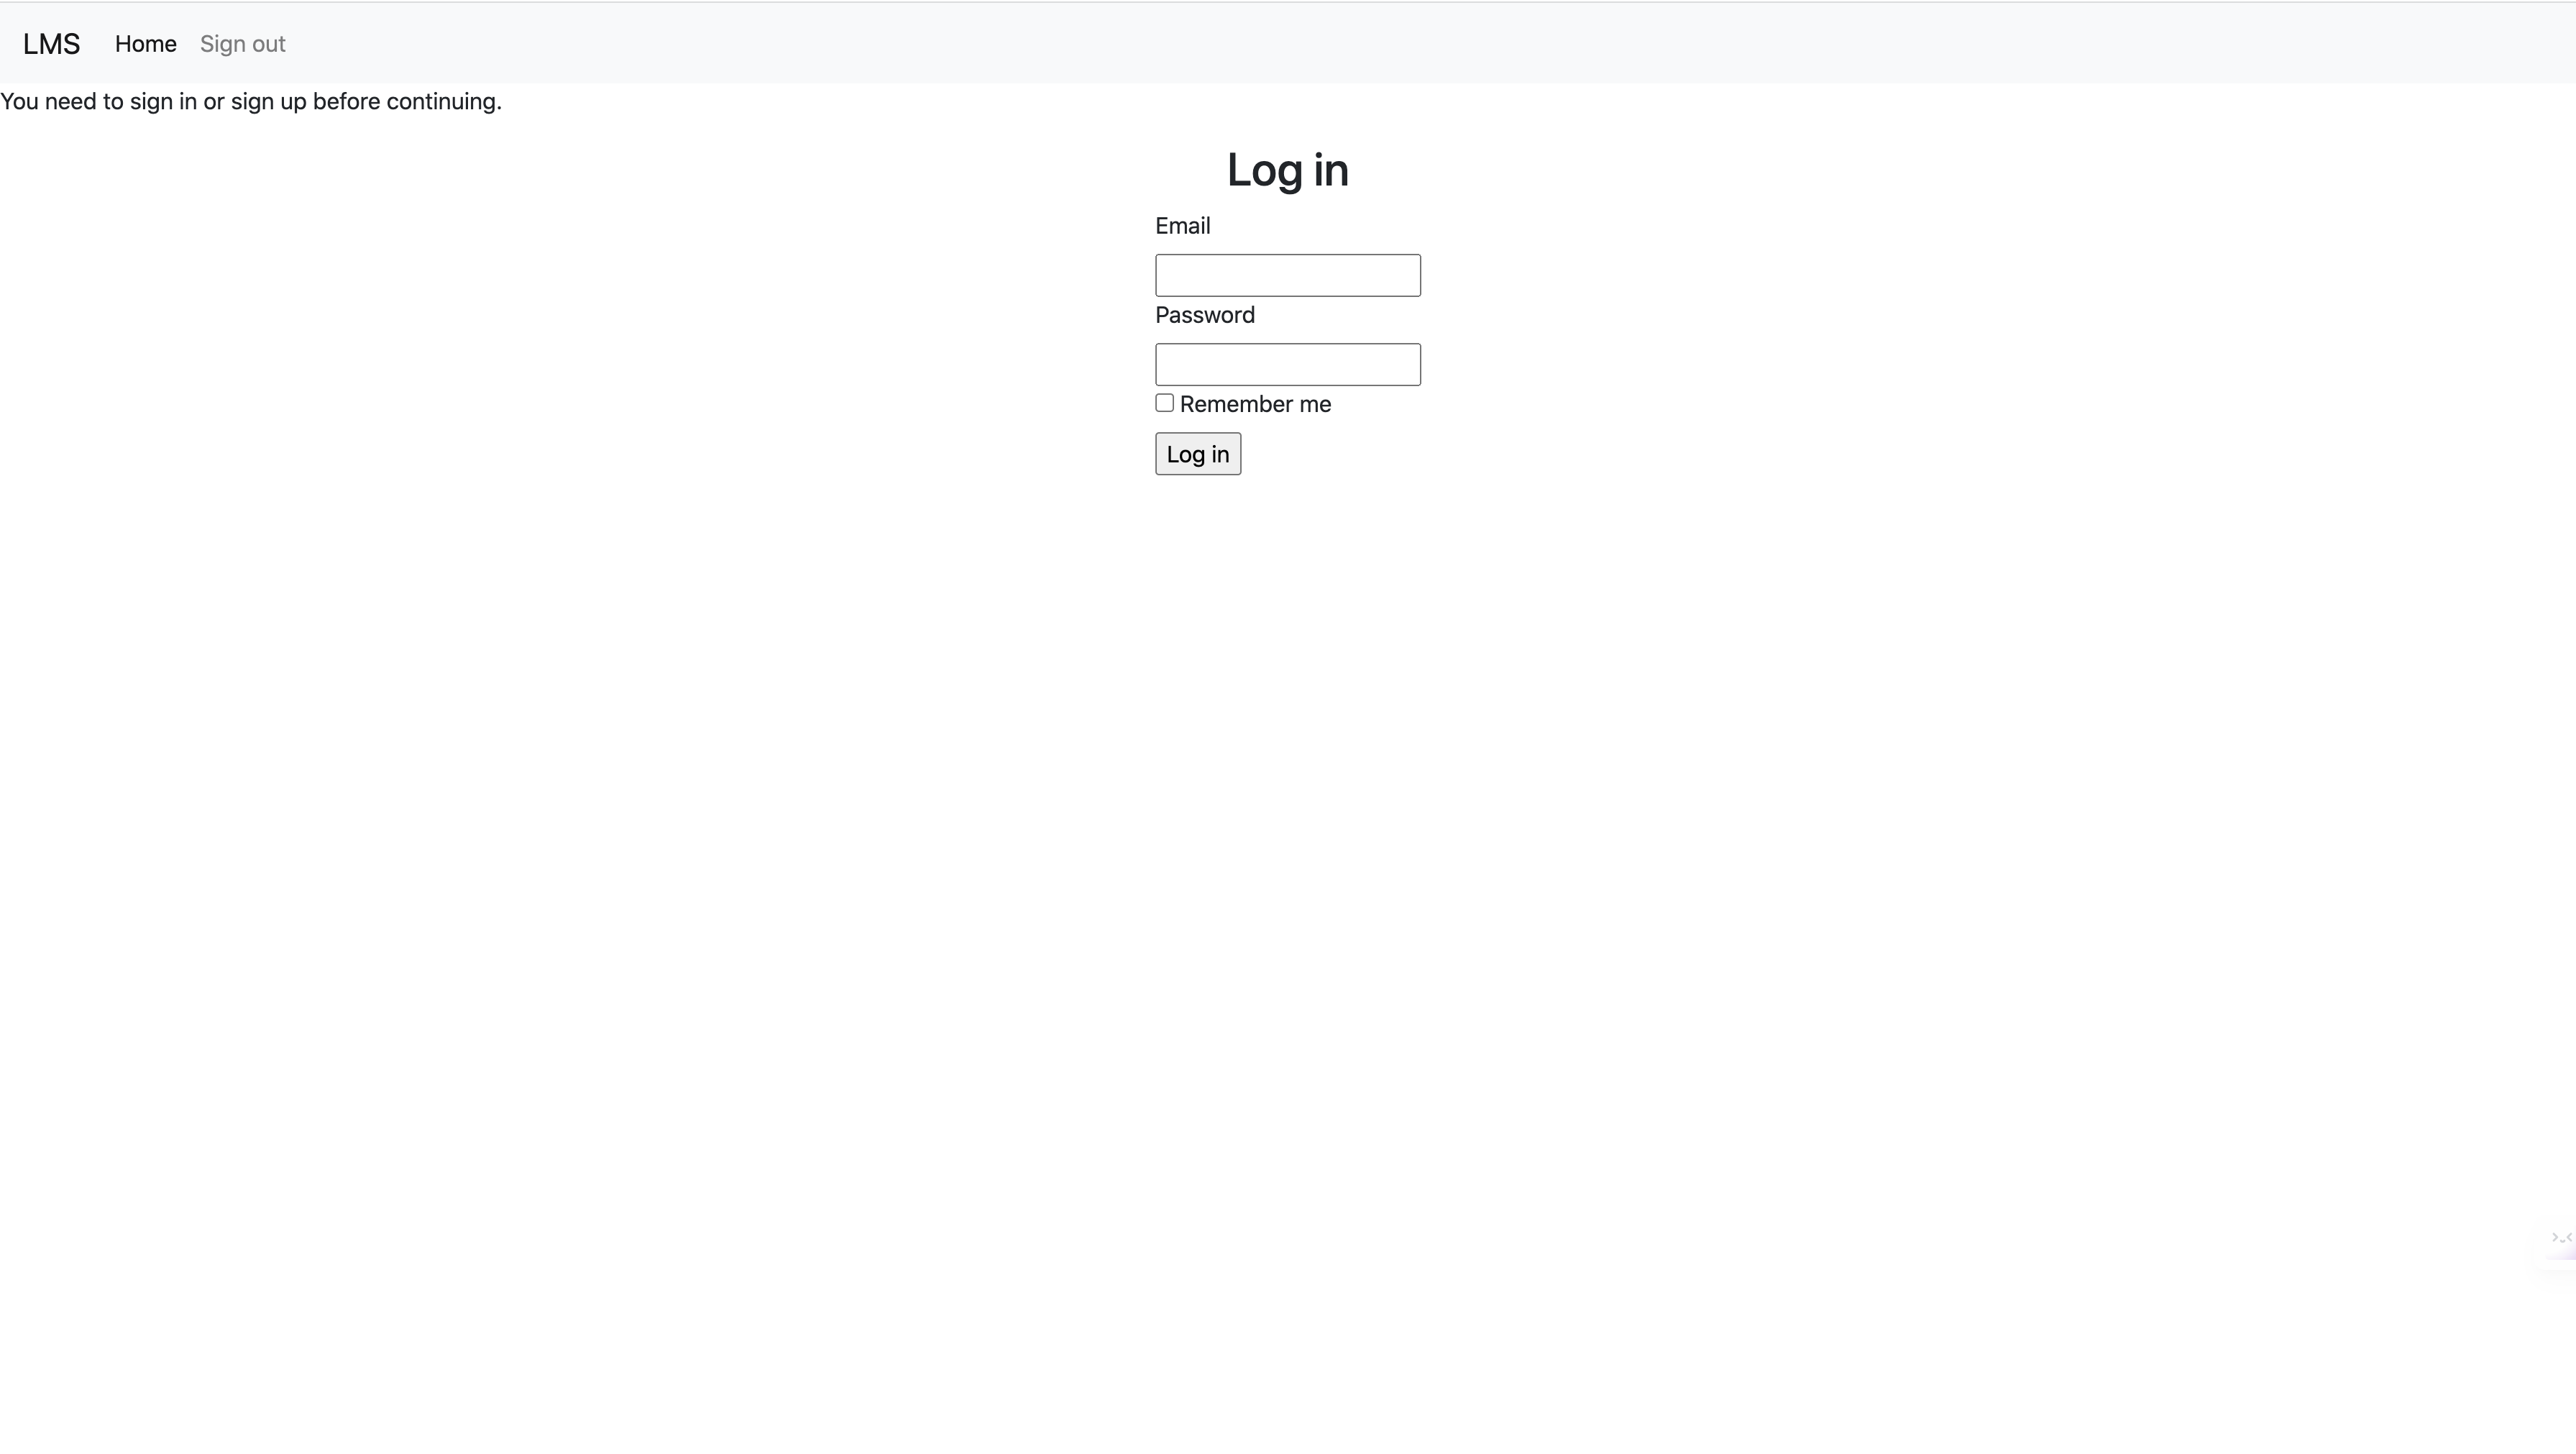 LMS Home Sign out
You need to sign in or sign up before continuing.
Log in
Email
Password
Remember me
Log in